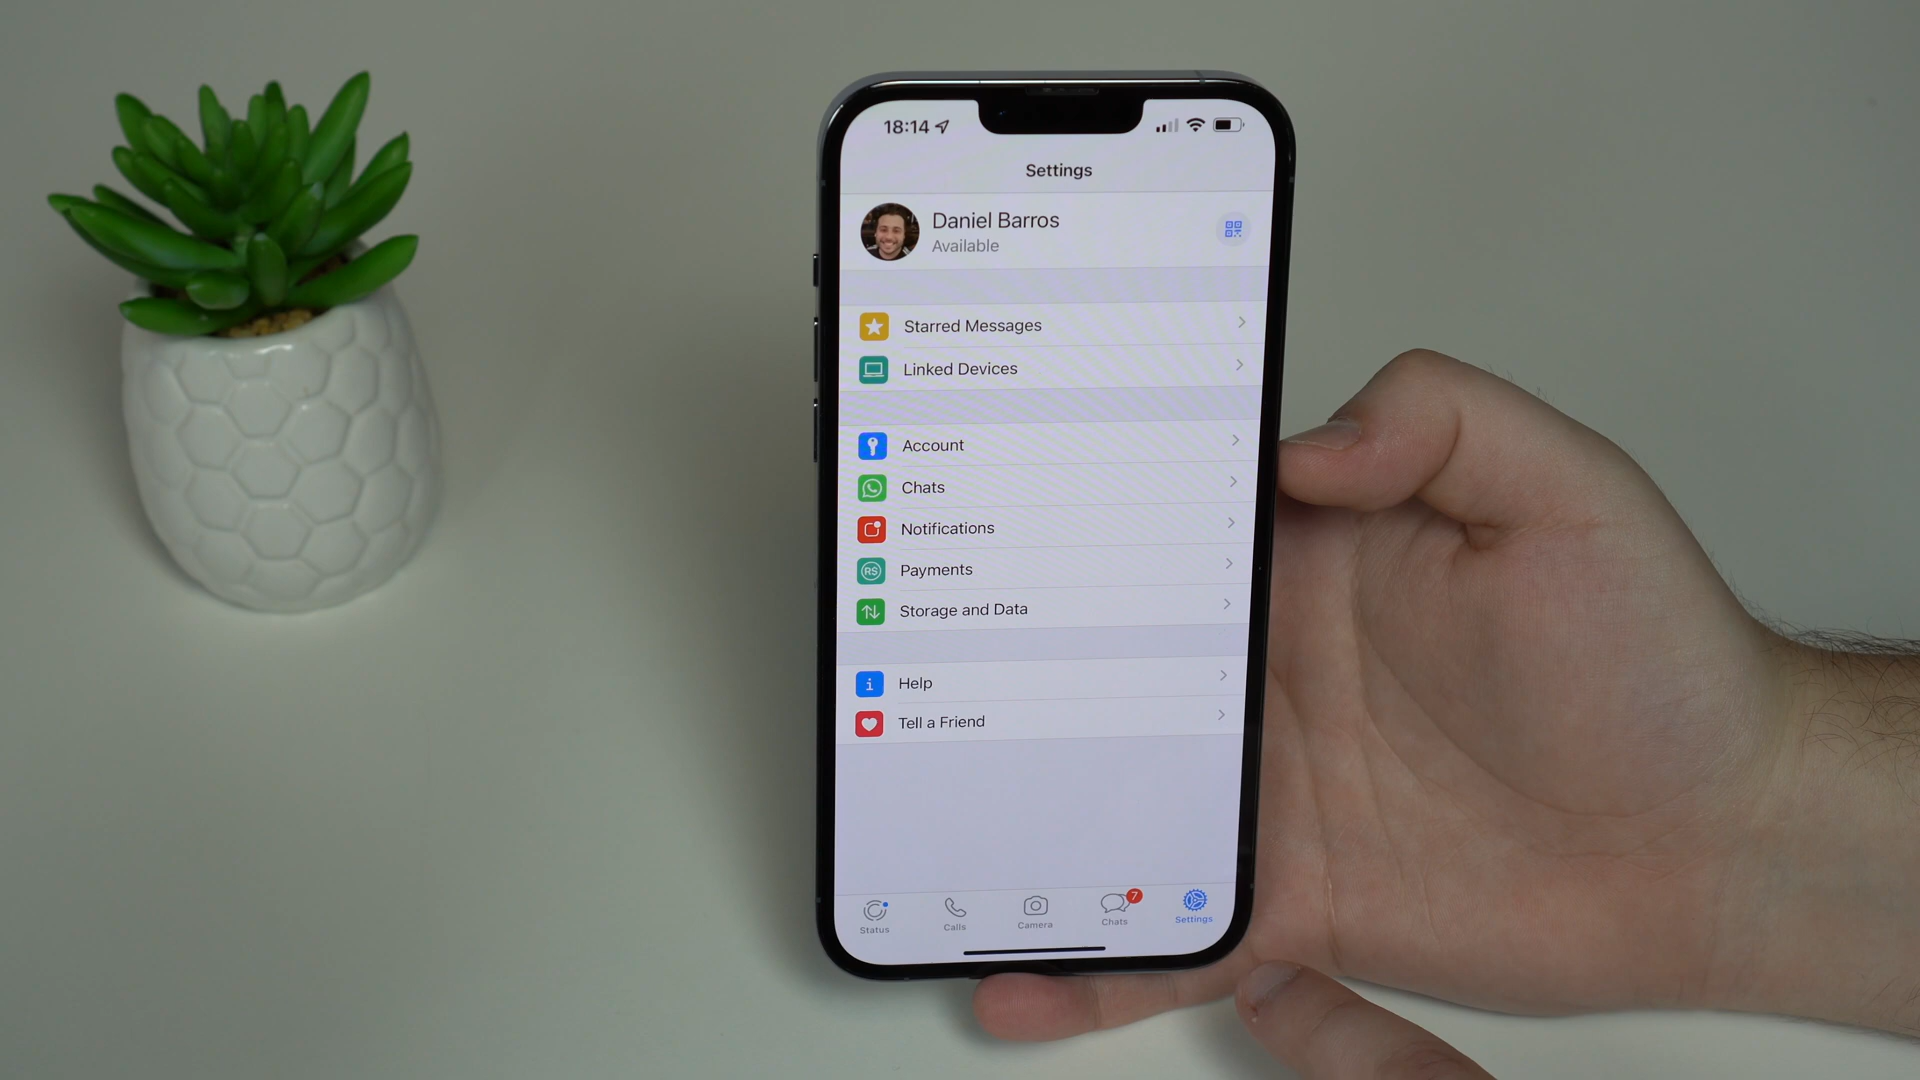 18:14
Settings
Daniel Barros
Available
Starred Messages
Linked Devices
Account
Chats
Notifications
R$
Payments
Storage and Data
i
Help
Tell a Friend
Status
Calls
Camera
7
Chats
Settings